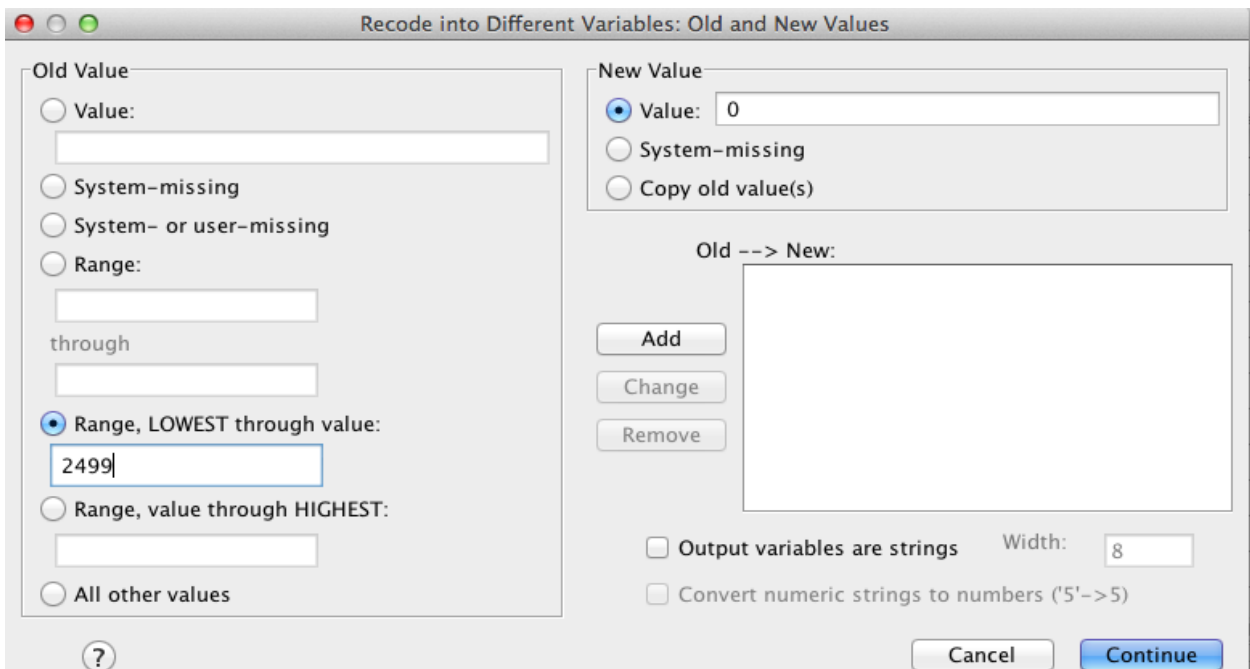 Recode into Different Variables: Old and New Values
Old Value
Value:
System-missing
System- or user-missing
Range:
through
Range, LOWEST through value:
2499
Range, value through HIGHEST:
All other values
?
New Value
Value: 0
System-missing
Copy old value(s)
Old --> New:
Add
Change
Remove
Output variables are strings Width: 8
Convert numeric strings to numbers ('5'->5)
Cancel Continue